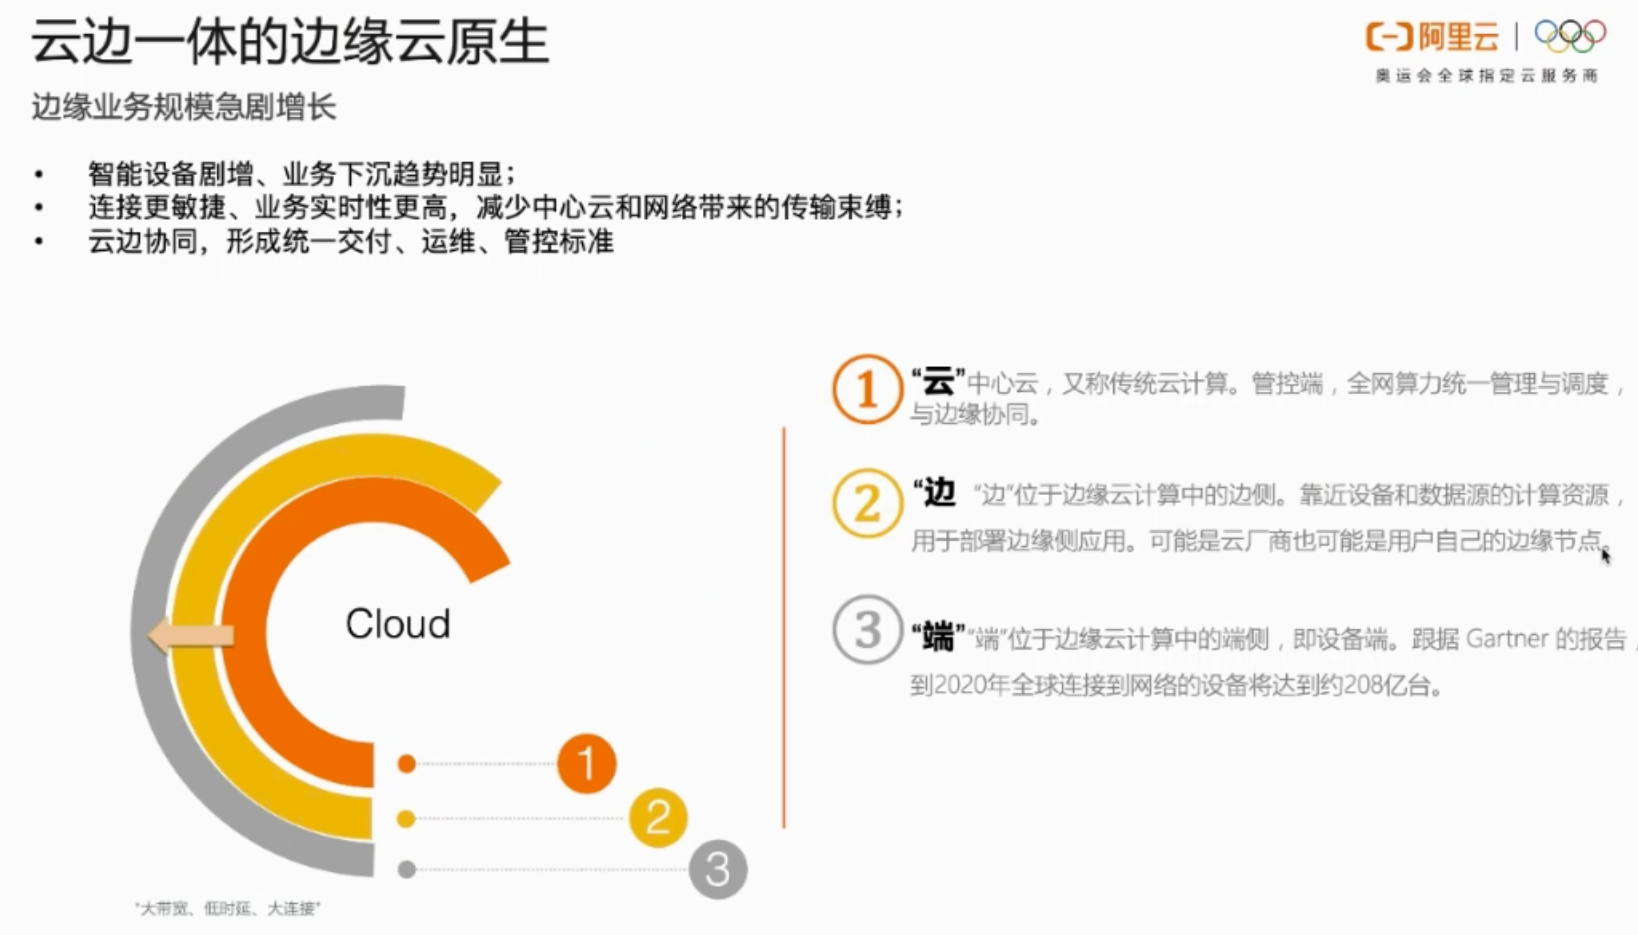 云边一体的边缘云原生
阿里云
奥运会全球指定云服务商
边缘业务规模急剧增长
• 智能设备剧增、业务下沉趋势明显；
• 连接更敏捷、业务实时性更高，减少中心云和网络带来的传输束缚；
• 云边协同，形成统一交付、运维、管控标准
Cloud
1
2
3
"大带宽、低时延、大连接"
1 “云”中心云，又称传统云计算。管控端，全网算力统一管理与调度，
与边缘协同。
2 “边 “边”位于边缘云计算中的边侧。靠近设备和数据源的计算资源，
用于部署边缘侧应用。可能是云厂商也可能是用户自己的边缘节点。
3 “端”“端”位于边缘云计算中的端侧，即设备端。跟据 Gartner 的报告，
到2020年全球连接到网络的设备将达到约208亿台。